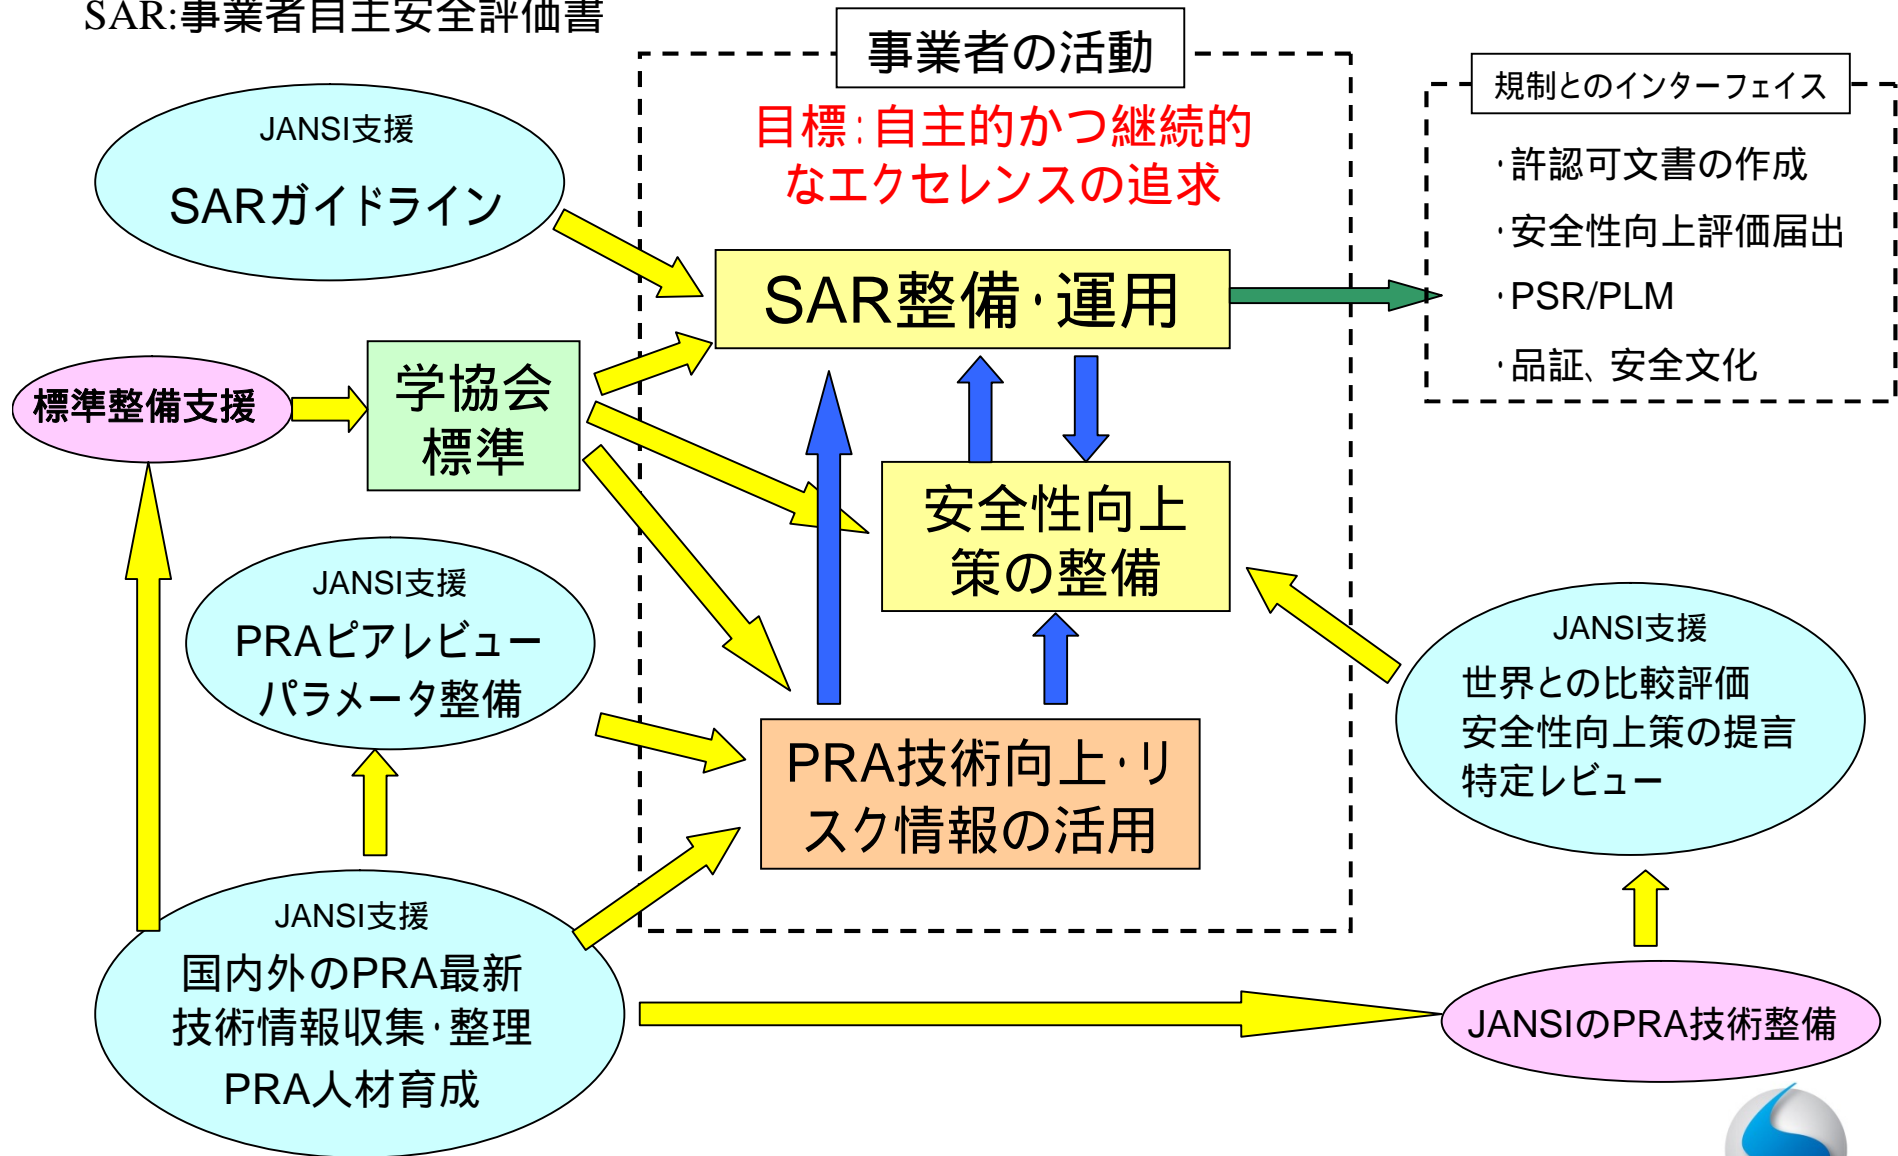 SAR:事業者自主安全評価書
事業者の活動
目標:自主的かつ継続的
なエクセレンスの追求
規制とのインターフェイス
・許認可文書の作成
・安全性向上評価届出
・PSR/PLM
・品証、安全文化
JANSI支援
SARガイドライン
SAR整備・運用
標準整備支援
学協会
標準
安全性向上
策の整備
JANSI支援
PRAピアレビュー
パラメータ整備
PRA技術向上・リ
スク情報の活用
JANSI支援
世界との比較評価
安全性向上策の提言
特定レビュー
JANSI支援
国内外のPRA最新
技術情報収集・整理
PRA人材育成
JANSIのPRA技術整備